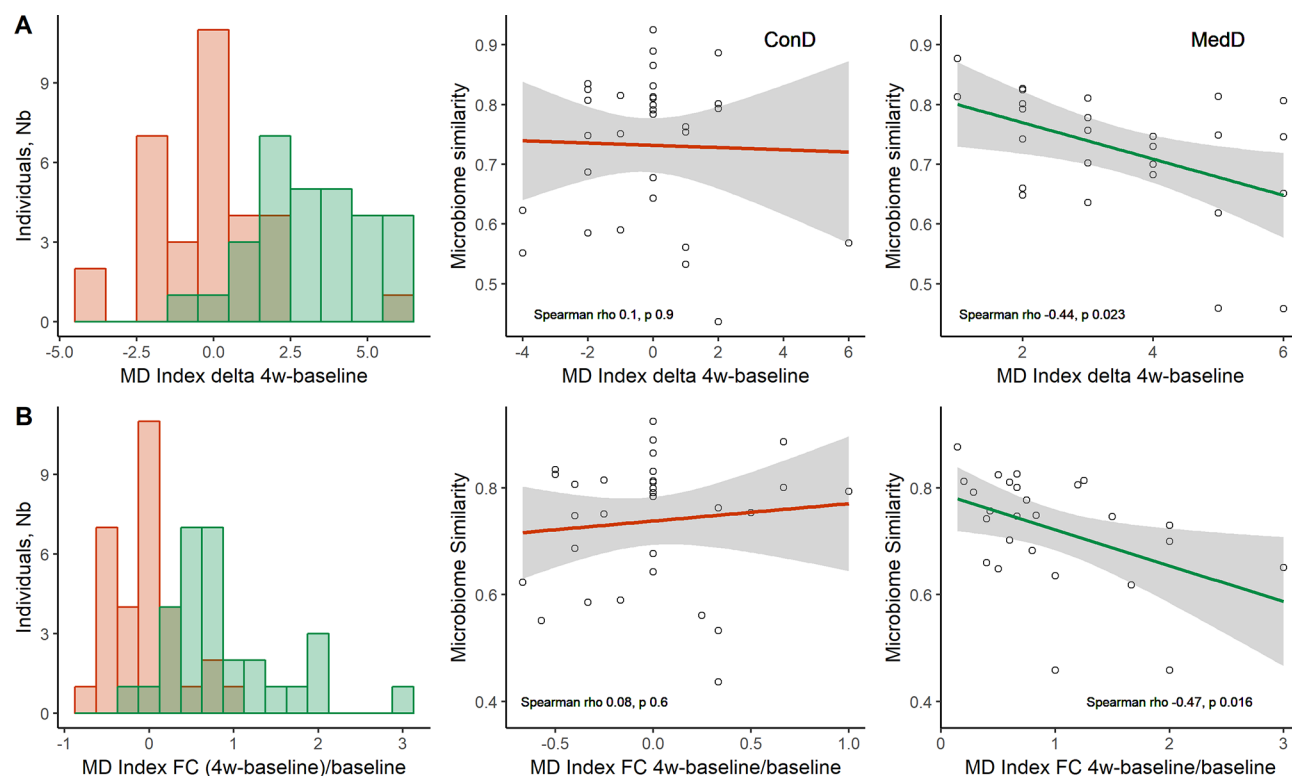 A
Individuals, Nb
9
6
3
0
-5.0
-2.5
0.0
2.5
5.0
MD Index delta 4w-baseline
ConD
Microbiome similarity
0.9
0.8
0.7
0.6
0.5
Spearman rho 0.1, p 0.9
-4
-2
0
2
4
6
MD Index delta 4w-baseline
MedD
Microbiome similarity
0.9
0.8
0.7
0.6
0.5
Spearman rho -0.44, p 0.023
2
4
6
MD Index delta 4w-baseline
B
Individuals, Nb
9
6
3
0
-1
0
1
2
3
MD Index FC (4w-baseline)/baseline
Microbiome Similarity
0.8
0.6
0.4
Spearman rho 0.08, p 0.6
-0.5
0.0
0.5
1.0
MD Index FC 4w-baseline/baseline
Microbiome Similarity
0.8
0.6
0.4
Spearman rho -0.47, p 0.016
0
1
2
3
MD Index FC 4w-baseline/baseline